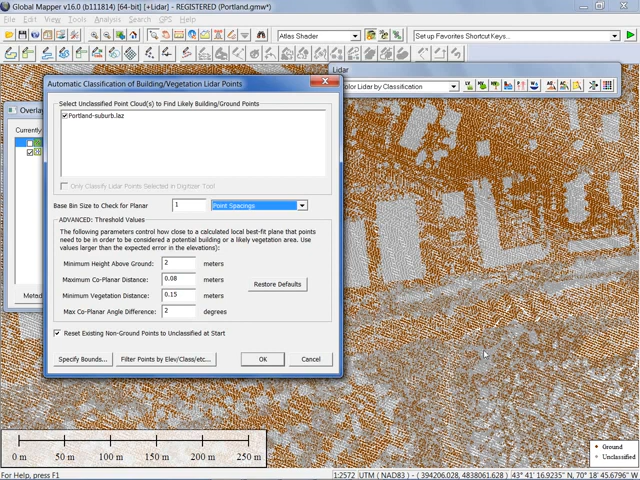 Global Mapper v16.0 (b111814) [64-bit] [+Lidar] - REGISTERED (Portland.gmw*)
File Edit View Tools Analysis Search GPS Help
Atlas Shader
Set up Favorites Shortcut Keys...
Lidar
olor Lidar by Classification
Overla
Currently
Metad
Automatic Classification of Building/Vegetation Lidar Points
Select Unclassified Point Cloud(s) to Find Likely Building/Ground Points
Portland-suburb.laz
Only Classify Lidar Points Selected in Digitizer Tool
Base Bin Size to Check for Planar
1
Point Spacings
ADVANCED: Threshold Values
The following parameters control how close to a calculated local best-fit plane that points
need to be in order to be considered a potential building or a likely vegetation area. Use
values larger than the expected error in the elevations):
Minimum Height Above Ground: 2 meters
Maximum Co-Planar Distance: 0.08 meters
Restore Defaults
Minimum Vegetation Distance: 0.15 meters
Max Co-Planar Angle Difference: 2 degrees
Reset Existing Non-Ground Points to Unclassified at Start
Specify Bounds... Filter Points by Elev/Class/etc... OK Cancel
0 m 50 m 100 m 150 m 200 m 250 m
Ground
Unclassified
For Help, press F1
1:2572 UTM (NAD83) - ( 394206.028, 4838061.628 ) 43° 41' 16.9235" N, 70° 18' 45.6796" W